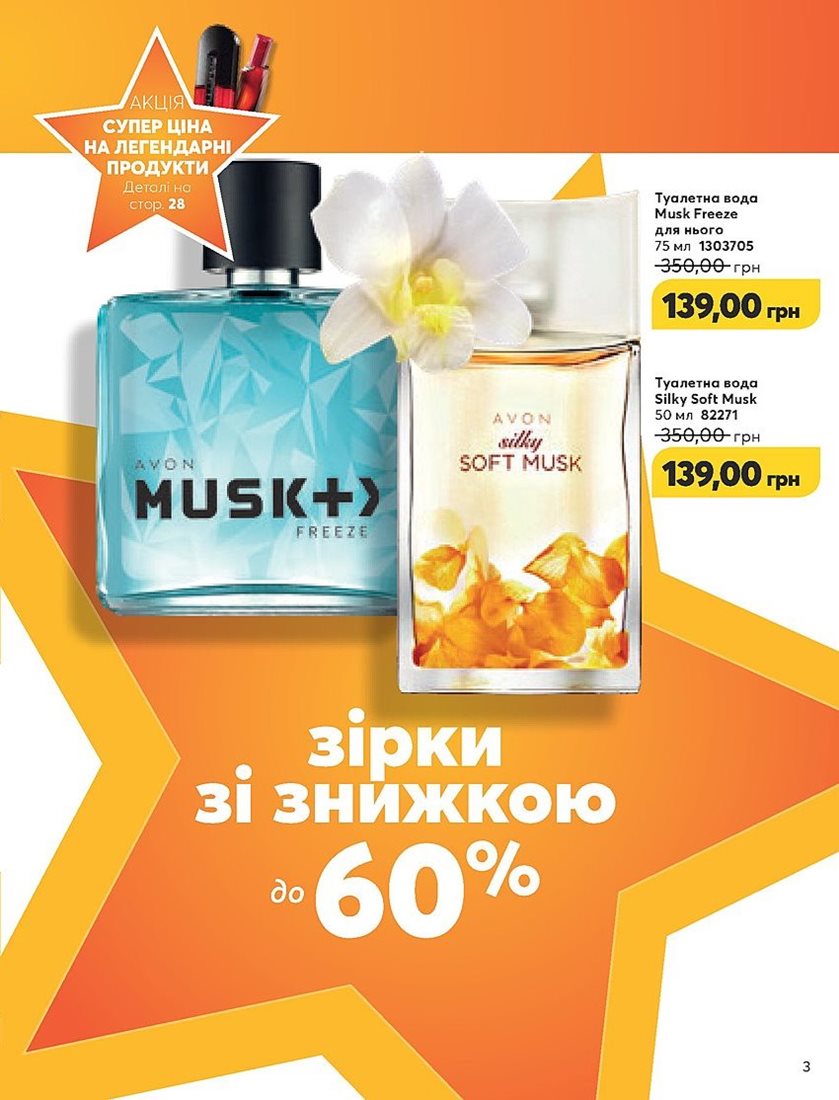 АКЦІЯ
СУПЕР ЦІНА
НА ЛЕГЕНДАРНІ
ПРОДУКТИ
Деталі на
стор. 28
Туалетна вода
Musk Freeze
для нього
75 мл 1303705
350,00 грн
139,00 грн
Туалетна вода
Silky Soft Musk
50 мл 82271
350,00 грн
139,00 грн
AVON
MUSK+>
FREEZE
AVON
silky
SOFT MUSK
зірки
зі знижкою
до 60%
3